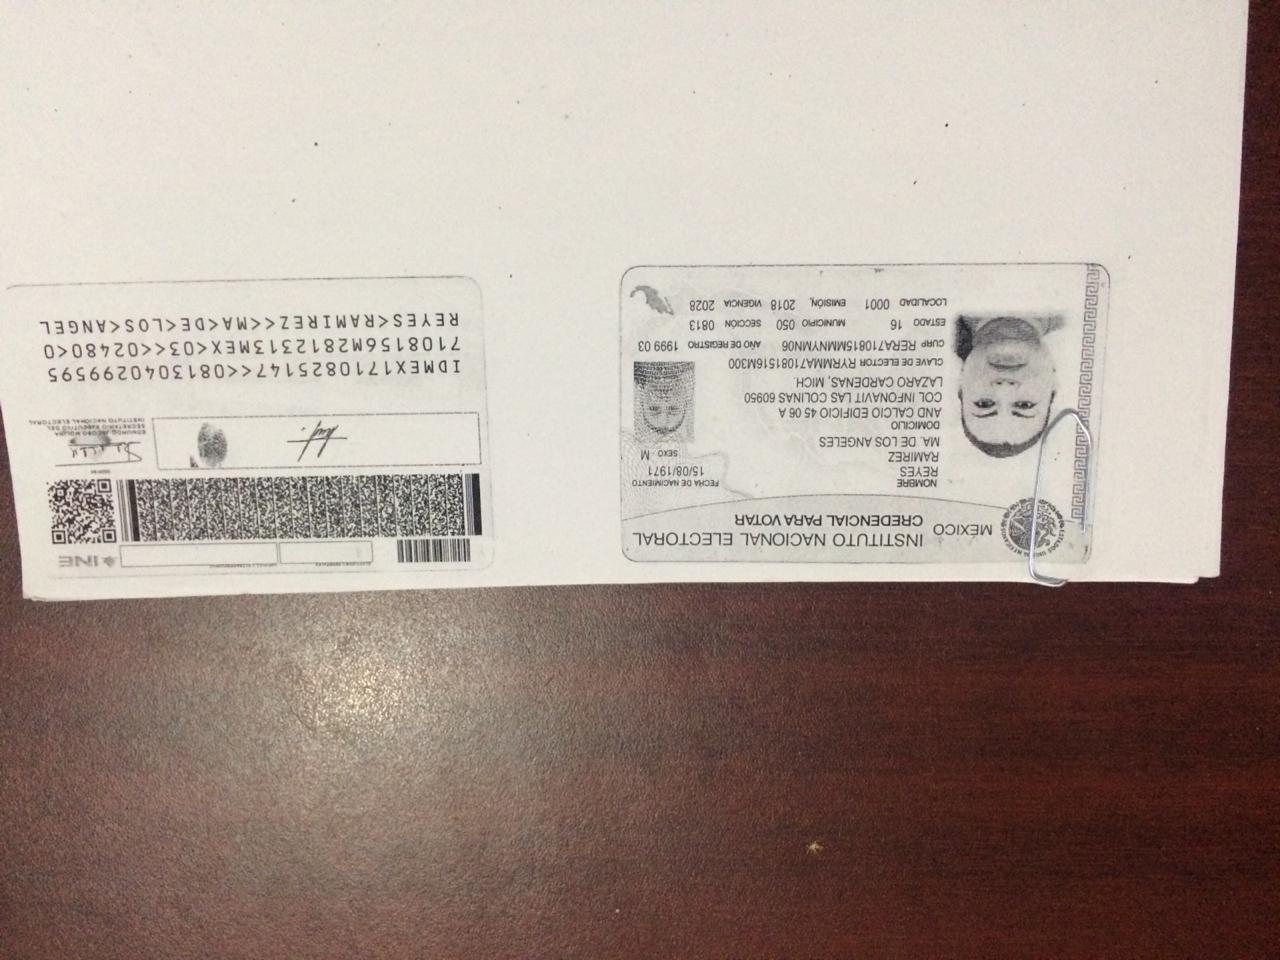 MÉXICO INSTITUTO NACIONAL ELECTORAL
CREDENCIAL PARA VOTAR
NOMBRE
REYES
RAMIREZ
MA. DE LOS ANGELES
FECHA DE NACIMIENTO
15/08/1971
SEXO M
DOMICILIO
AND CALCIO EDIFICIO 45 06 A
COL INFONAVIT LAS COLINAS 60950
LAZARO CARDENAS, MICH.
CLAVE DE ELECTOR RYRMMA71081516M300
CURP RERA710815MMNYMN06 AÑO DE REGISTRO 1999 03
ESTADO 16 MUNICIPIO 050 SECCIÓN 0813
LOCALIDAD 0001 EMISIÓN 2018 VIGENCIA 2028
INE
EDMUNDO JACOBO MOLINA
SECRETARIO EJECUTIVO DEL
INSTITUTO NACIONAL ELECTORAL
IDMEX1710825147<<0813040299595
7108156M2812313MEX<03<<02480<0
REYES<RAMIREZ<<MA<DE<LOS<ANGEL